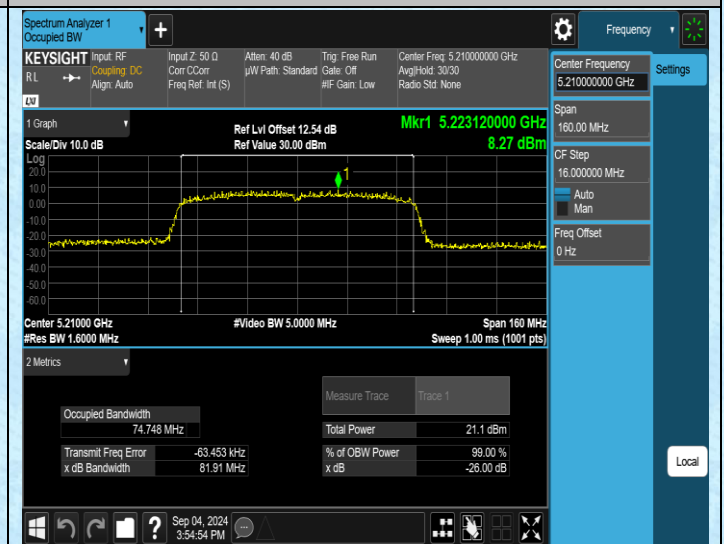 Spectrum Analyzer 1
Occupied BW
Frequency
KEYSIGHT
R L
LXI
Input: RF
Coupling: DC
Align: Auto
Input Z: 50 Ω
Corr CCorr
Freq Ref: Int (S)
Atten: 40 dB
µW Path: Standard
Trig: Free Run
Gate: Off
#IF Gain: Low
Center Freq: 5.210000000 GHz
Avg|Hold: 30/30
Radio Std: None
Center Frequency
5.210000000 GHz
Settings
Span
160.00 MHz
CF Step
16.000000 MHz
Auto
Man
Freq Offset
0 Hz
1 Graph
Scale/Div 10.0 dB
Ref Lvl Offset 12.54 dB
Ref Value 30.00 dBm
Mkr1 5.223120000 GHz
8.27 dBm
Log
20.0
10.0
0.00
-10.0
-20.0
-30.0
-40.0
-50.0
-60.0
1
Center 5.21000 GHz
#Res BW 1.6000 MHz
#Video BW 5.0000 MHz
Span 160 MHz
Sweep 1.00 ms (1001 pts)
2 Metrics
Measure Trace
Trace 1
Occupied Bandwidth
74.748 MHz
Total Power
21.1 dBm
Transmit Freq Error
-63.453 kHz
% of OBW Power
99.00 %
x dB Bandwidth
81.91 MHz
x dB
-26.00 dB
Local
?
Sep 04, 2024
3:54:54 PM